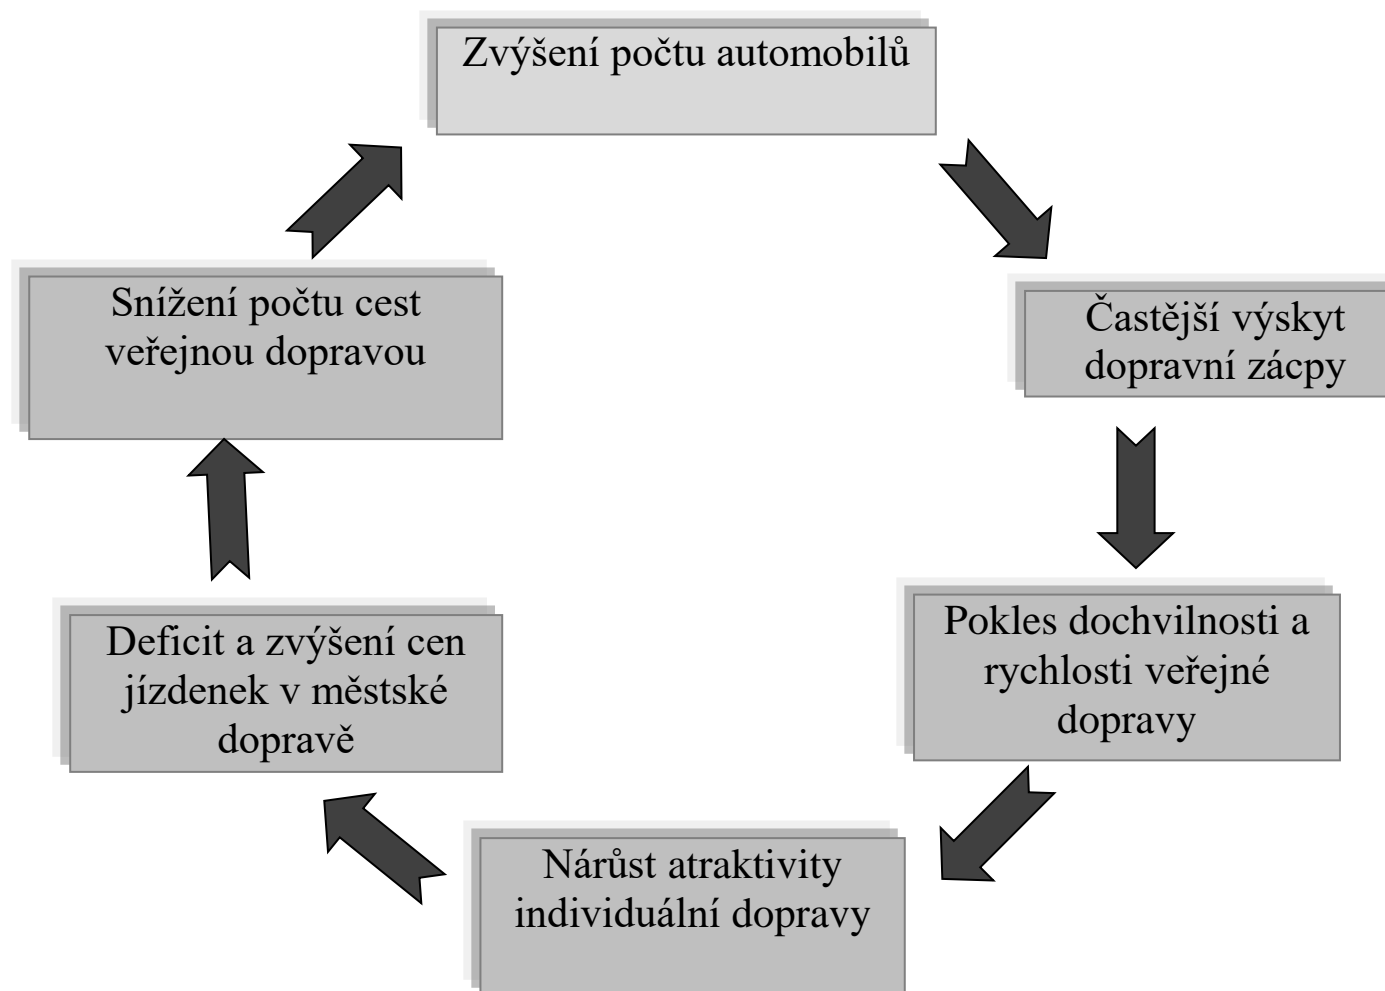 Zvýšení počtu automobilů
Častější výskyt
dopravní zácpy
Pokles dochvilnosti a
rychlosti veřejné
dopravy
Nárůst atraktivity
individuální dopravy
Deficit a zvýšení cen
jízdenek v městské
dopravě
Snížení počtu cest
veřejnou dopravou